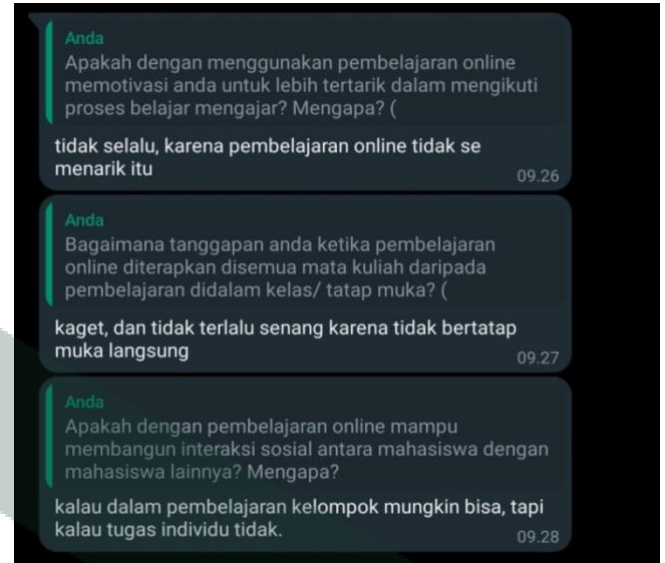 Anda
Apakah dengan menggunakan pembelajaran online
memotivasi anda untuk lebih tertarik dalam mengikuti
proses belajar mengajar? Mengapa? (
tidak selalu, karena pembelajaran online tidak se
menarik itu
09.26
Anda
Bagaimana tanggapan anda ketika pembelajaran
online diterapkan disemua mata kuliah daripada
pembelajaran didalam kelas/ tatap muka? (
kaget, dan tidak terlalu senang karena tidak bertatap
muka langsung
09.27
Anda
Apakah dengan pembelajaran online mampu
membangun interaksi sosial antara mahasiswa dengan
mahasiswa lainnya? Mengapa?
kalau dalam pembelajaran kelompok mungkin bisa, tapi
kalau tugas individu tidak.
09.28